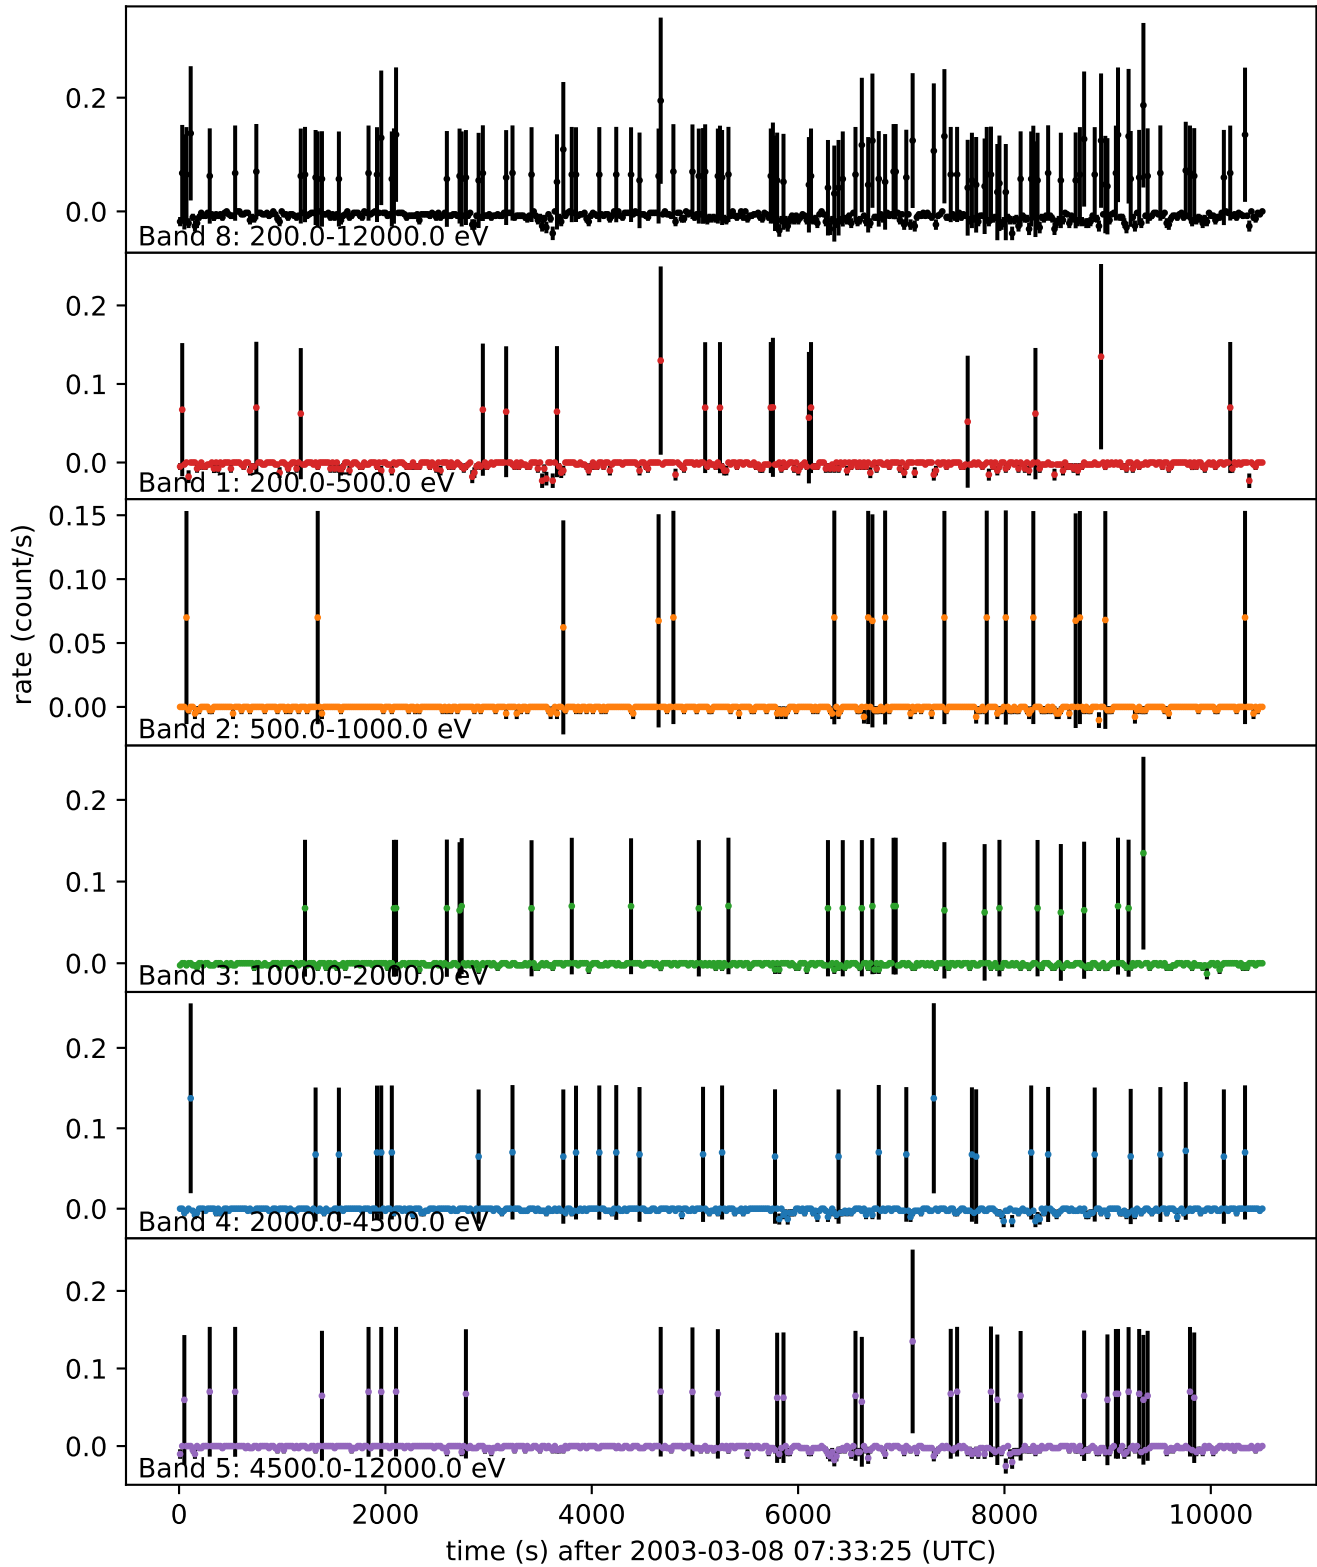 0.2
0.0
Band 8: 200.0-12000.0 eV
0.2
0.1
0.0
Band 1: 200.0-500.0 eV
rate (count/s)
0.15
0.10
0.05
0.00
Band 2: 500.0-1000.0 eV
0.2
0.1
0.0
Band 3: 1000.0-2000.0 eV
0.2
0.1
0.0
Band 4: 2000.0-4500.0 eV
0.2
0.1
0.0
Band 5: 4500.0-12000.0 eV
0 2000 4000 6000 8000 10000
time (s) after 2003-03-08 07:33:25 (UTC)